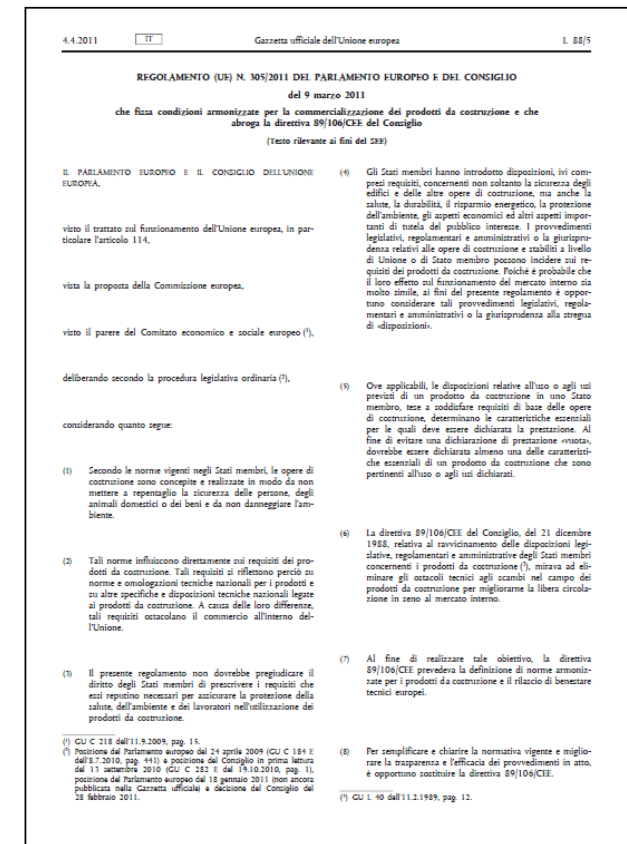 4.4.2011
IT
Gazzetta ufficiale dell'Unione europea
L 88/5
REGOLAMENTO (UE) N. 305/2011 DEL PARLAMENTO EUROPEO E DEL CONSIGLIO
del 9 marzo 2011
che fissa condizioni armonizzate per la commercializzazione dei prodotti da costruzione e che
abroga la direttiva 89/106/CEE del Consiglio
(Testo rilevante ai fini del SEE)
IL PARLAMENTO EUROPEO E IL CONSIGLIO DELL'UNIONE
EUROPEA,
visto il trattato sul funzionamento dell'Unione europea, in par-
ticolare l'articolo 114,
vista la proposta della Commissione europea,
visto il parere del Comitato economico e sociale europeo (¹),
deliberando secondo la procedura legislativa ordinaria (²),
considerando quanto segue:
(1) Secondo le norme vigenti negli Stati membri, le opere di
costruzione sono concepite e realizzate in modo da non
mettere a repentaglio la sicurezza delle persone, degli
animali domestici o dei beni e da non danneggiare l'am-
biente.
(2) Tali norme influiscono direttamente sui requisiti dei pro-
dotti da costruzione. Tali requisiti si riflettono perciò su
norme e omologazioni tecniche nazionali per i prodotti e
su altre specifiche e disposizioni tecniche nazionali legate
ai prodotti da costruzione. A causa delle loro differenze,
tali requisiti ostacolano il commercio all'interno del-
l'Unione.
(3) Il presente regolamento non dovrebbe pregiudicare il
diritto degli Stati membri di prescrivere i requisiti che
essi reputino necessari per assicurare la protezione della
salute, dell'ambiente e dei lavoratori nell'utilizzazione dei
prodotti da costruzione.
(¹) GU C 218 dell'11.9.2009, pag. 15.
(²) Posizione del Parlamento europeo del 24 aprile 2009 (GU C 184 E
dell'8.7.2010, pag. 441) e posizione del Consiglio in prima lettura
del 13 settembre 2010 (GU C 282 E del 19.10.2010, pag. 1),
posizione del Parlamento europeo del 18 gennaio 2011 (non ancora
pubblicata nella Gazzetta ufficiale) e decisione del Consiglio del
28 febbraio 2011.
(4) Gli Stati membri hanno introdotto disposizioni, ivi com-
presi requisiti, concernenti non soltanto la sicurezza degli
edifici e delle altre opere di costruzione, ma anche la
salute, la durabilità, il risparmio energetico, la protezione
dell'ambiente, gli aspetti economici ed altri aspetti impor-
tanti di tutela del pubblico interesse. I provvedimenti
legislativi, regolamentari e amministrativi o la giurispru-
denza relativi alle opere di costruzione e stabiliti a livello
di Unione o di Stato membro possono incidere sui re-
quisiti dei prodotti da costruzione. Poiché è probabile che
il loro effetto sul funzionamento del mercato interno sia
molto simile, ai fini del presente regolamento è oppor-
tuno considerare tali provvedimenti legislativi, regola-
mentari e amministrativi o la giurisprudenza alla stregua
di «disposizioni».
(5) Ove applicabili, le disposizioni relative all'uso o agli usi
previsti di un prodotto da costruzione in uno Stato
membro, tese a soddisfare requisiti di base delle opere
di costruzione, determinano le caratteristiche essenziali
per le quali deve essere dichiarata la prestazione. Al
fine di evitare una dichiarazione di prestazione «vuota»,
dovrebbe essere dichiarata almeno una delle caratteristi-
che essenziali di un prodotto da costruzione che sono
pertinenti all'uso o agli usi dichiarati.
(6) La direttiva 89/106/CEE del Consiglio, del 21 dicembre
1988, relativa al ravvicinamento delle disposizioni legi-
slative, regolamentari e amministrative degli Stati membri
concernenti i prodotti da costruzione (³), mirava ad eli-
minare gli ostacoli tecnici agli scambi nel campo dei
prodotti da costruzione per migliorarne la libera circola-
zione in seno al mercato interno.
(7) Al fine di realizzare tale obiettivo, la direttiva
89/106/CEE prevedeva la definizione di norme armoniz-
zate per i prodotti da costruzione e il rilascio di benestare
tecnici europei.
(8) Per semplificare e chiarire la normativa vigente e miglio-
rare la trasparenza e l'efficacia dei provvedimenti in atto,
è opportuno sostituire la direttiva 89/106/CEE.
(³) GU L 40 dell'11.2.1989, pag. 12.